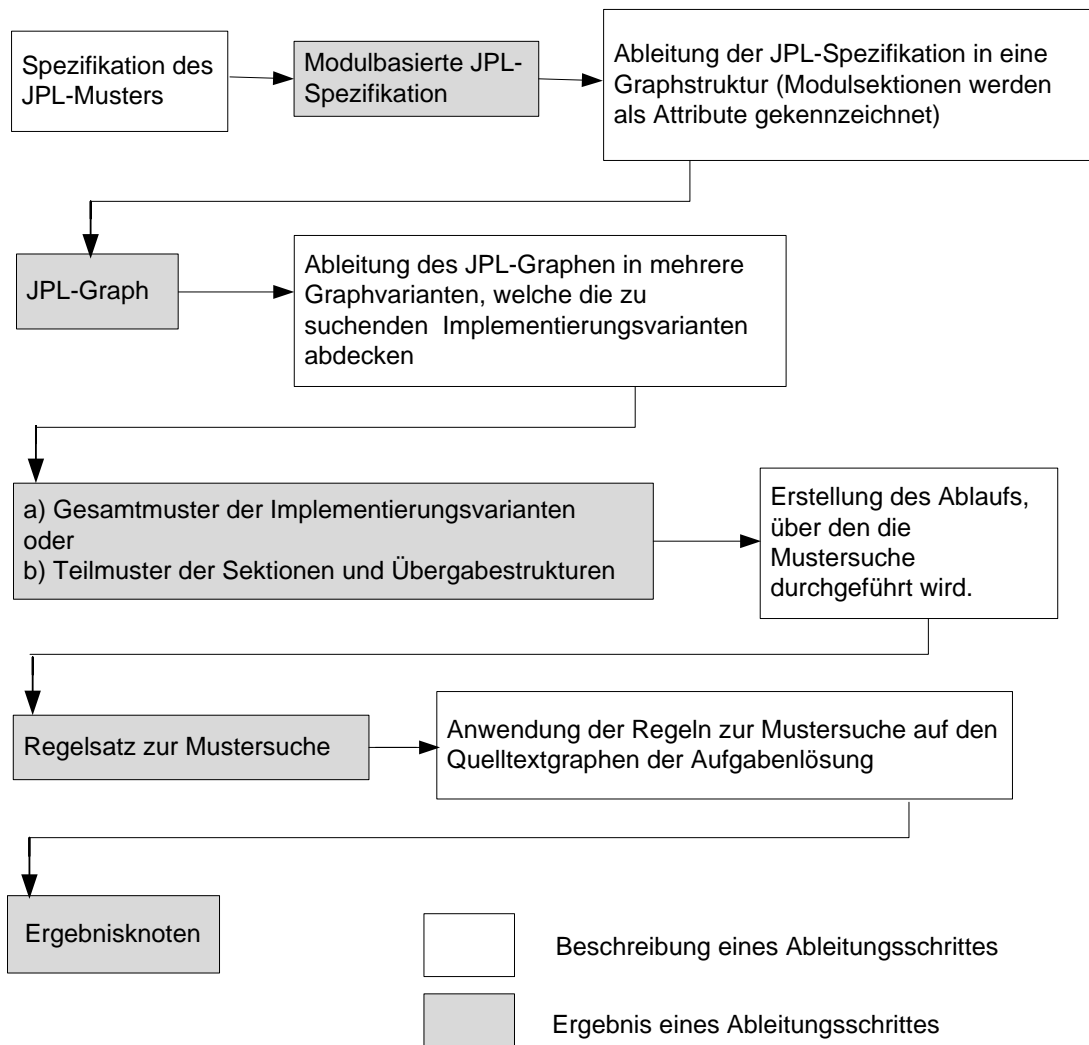 Spezifikation des
JPL-Musters
Modulbasierte JPL-
Spezifikation
Ableitung der JPL-Spezifikation in eine
Graphstruktur (Modulsektionen werden
als Attribute gekennzeichnet)
JPL-Graph
Ableitung des JPL-Graphen in mehrere
Graphvarianten, welche die zu
suchenden Implementierungsvarianten
abdecken
a) Gesamtmuster der Implementierungsvarianten
oder
b) Teilmuster der Sektionen und Übergabestrukturen
Erstellung des Ablaufs,
über den die
Mustersuche
durchgeführt wird.
Regelsatz zur Mustersuche
Anwendung der Regeln zur Mustersuche auf den
Quelltextgraphen der Aufgabenlösung
Ergebnisknoten
Beschreibung eines Ableitungsschrittes
Ergebnis eines Ableitungsschrittes